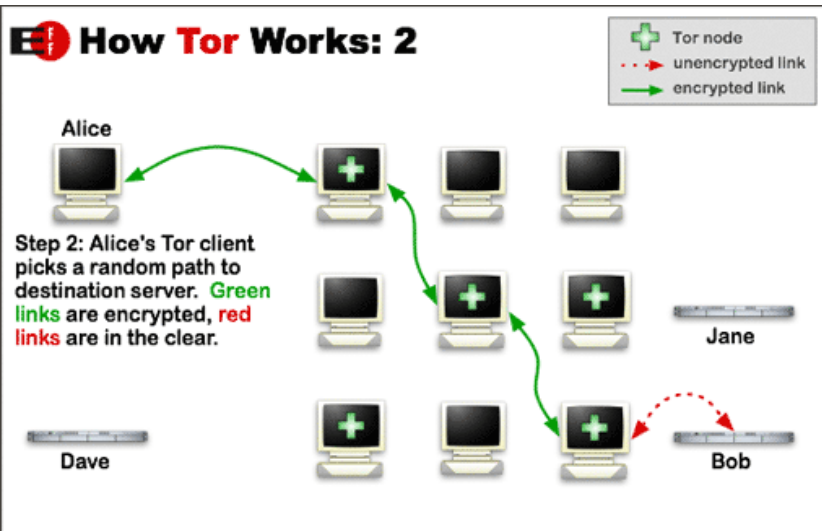 EFF How Tor Works: 2
Tor node
unencrypted link
encrypted link
Alice
Step 2: Alice's Tor client
picks a random path to
destination server. Green
links are encrypted, red
links are in the clear.
Jane
Dave
Bob